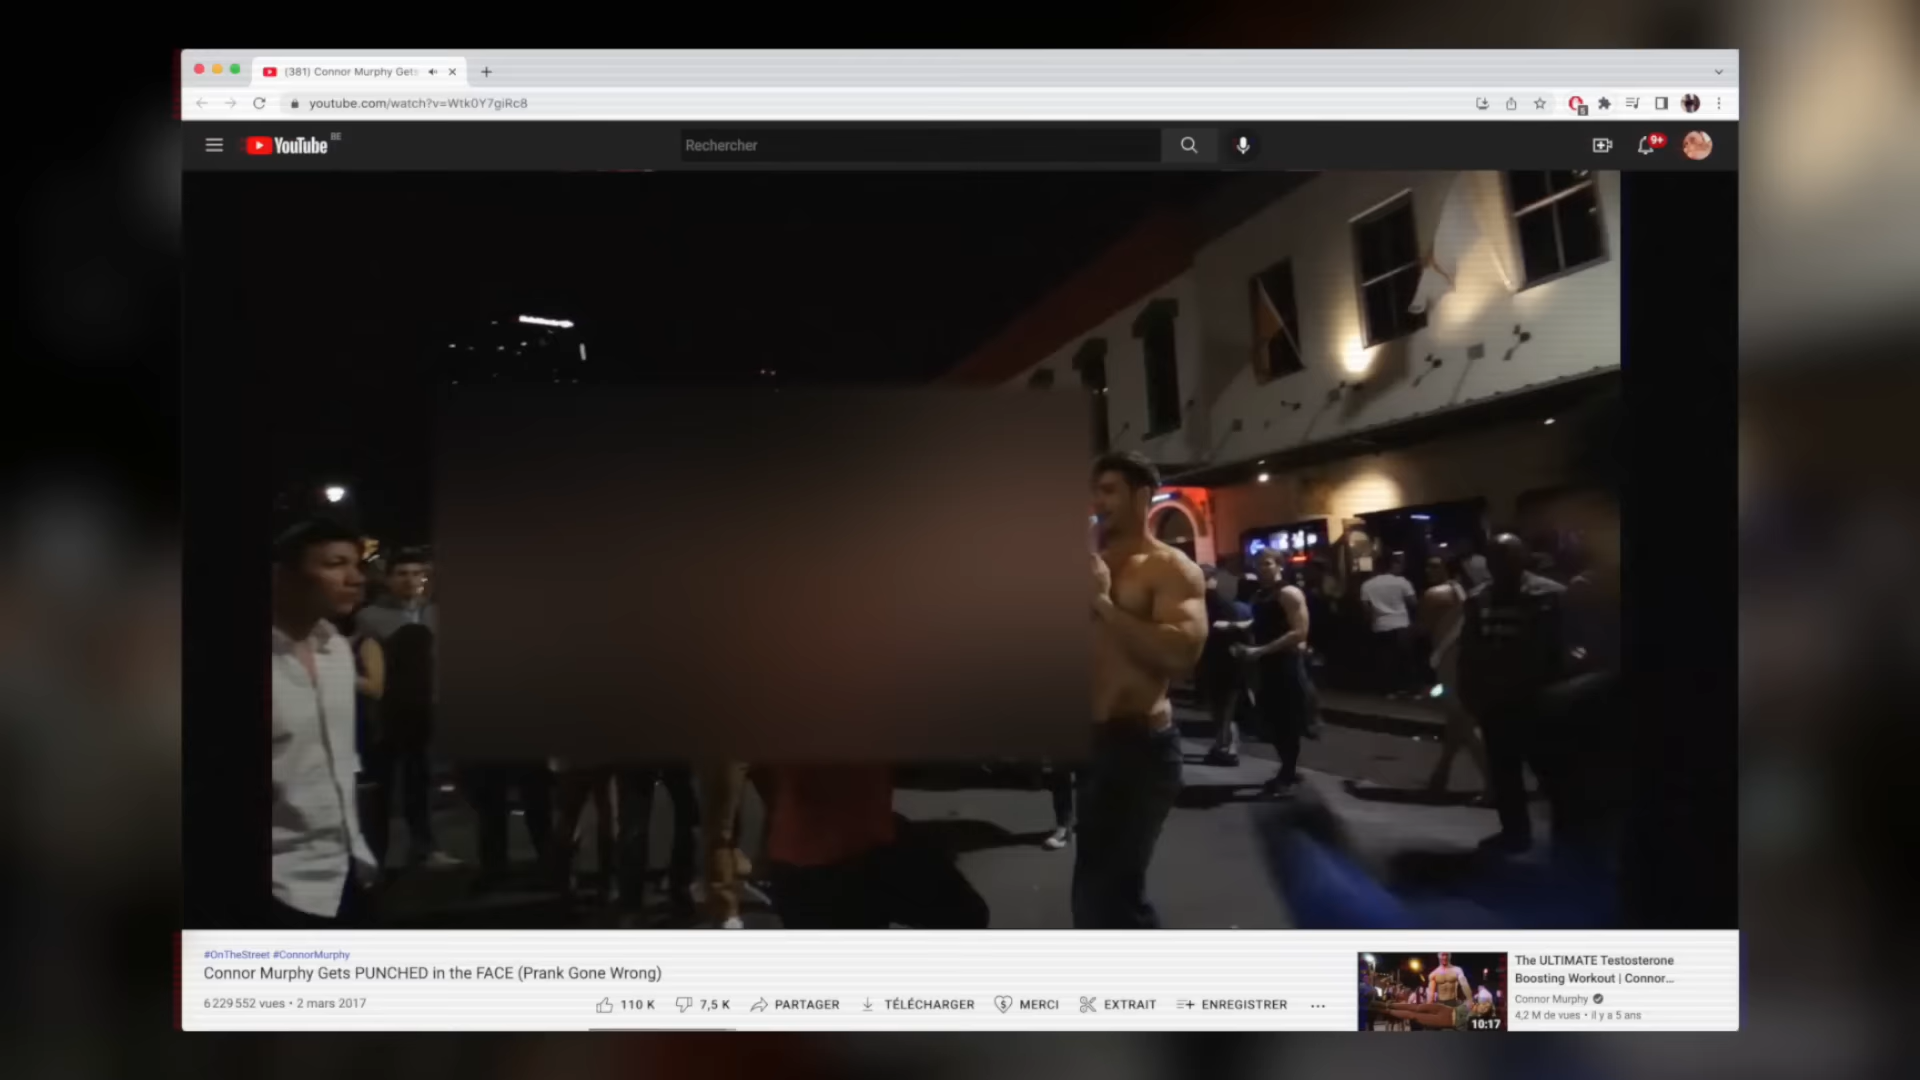 (381) Connor Murphy Gets
youtube.com/watch?v=Wtk0Y7giRc8
YouTube BE
Rechercher
9+
#OnTheStreet #ConnorMurphy
Connor Murphy Gets PUNCHED in the FACE (Prank Gone Wrong)
6 229 552 vues • 2 mars 2017
110 K
7,5 K
PARTAGER
TÉLÉCHARGER
MERCI
EXTRAIT
ENREGISTRER
10:17
The ULTIMATE Testosterone
Boosting Workout | Connor...
Connor Murphy
4,2 M de vues • il y a 5 ans